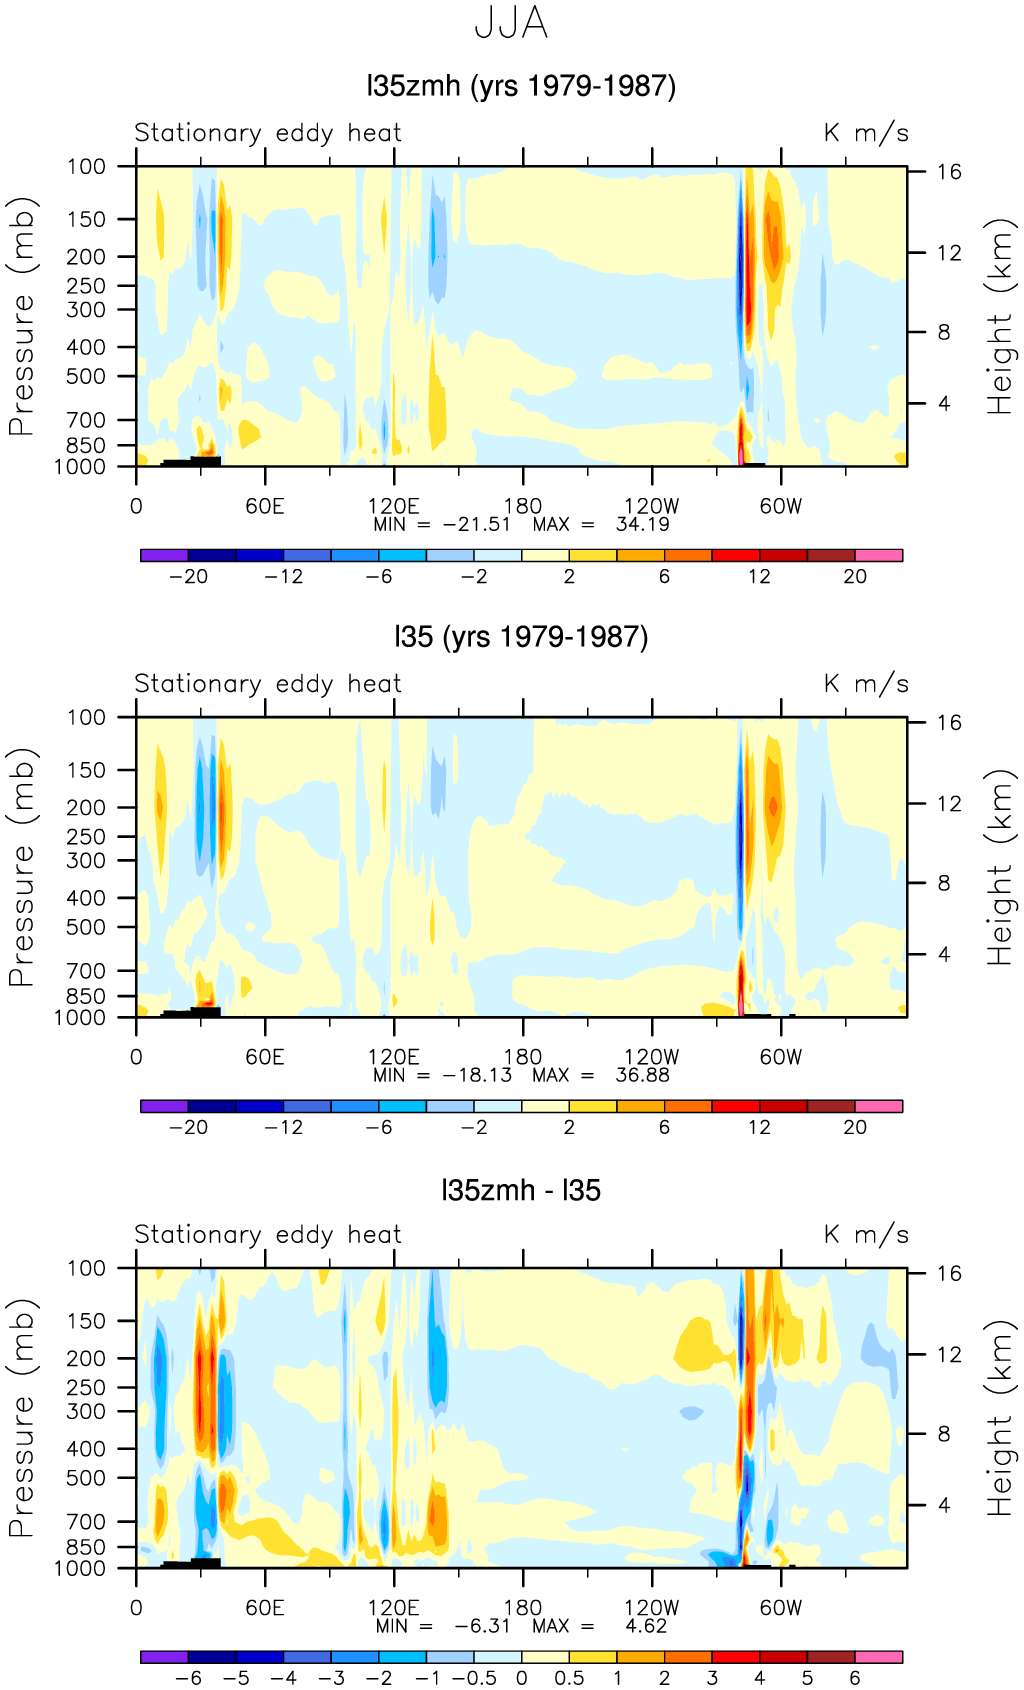 JJA
l35zmh (yrs 1979-1987)
Stationary eddy heat K m/s
Pressure (mb)
100
150
200
250
300
400
500
700
850
1000
16
12
8
4
Height (km)
0 60E 120E 180 120W 60W
MIN = -21.51 MAX = 34.19
-20 -12 -6 -2 2 6 12 20
l35 (yrs 1979-1987)
Stationary eddy heat K m/s
Pressure (mb)
100
150
200
250
300
400
500
700
850
1000
16
12
8
4
Height (km)
0 60E 120E 180 120W 60W
MIN = -18.13 MAX = 36.88
-20 -12 -6 -2 2 6 12 20
l35zmh - l35
Stationary eddy heat K m/s
Pressure (mb)
100
150
200
250
300
400
500
700
850
1000
16
12
8
4
Height (km)
0 60E 120E 180 120W 60W
MIN = -6.31 MAX = 4.62
-6 -5 -4 -3 -2 -1 -0.5 0 0.5 1 2 3 4 5 6